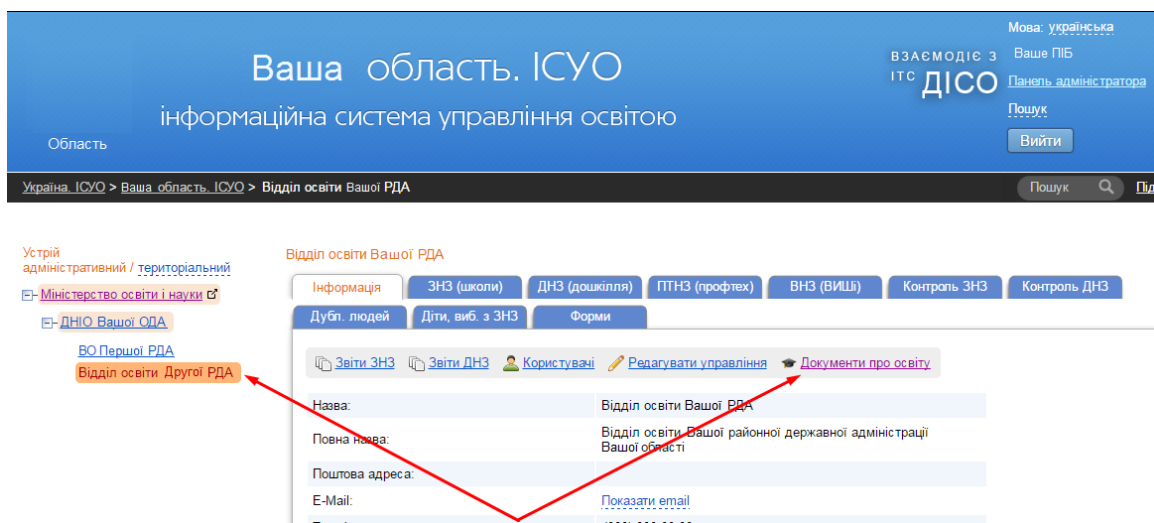 Мова: українська
Ваша область. ІСУО
ВЗАЄМОДІЄ З
ІТС ДІСО
Ваше ПІБ
Панель адміністратора
інформаційна система управління освітою
Пошук
Область
Вийти
Україна. ІСУО > Ваша область. ІСУО > Відділ освіти Вашої РДА
Пошук
Устрій
адміністративний / територіальний
Міністерство освіти і науки
ДНІО Вашої ОДА
ВО Першої РДА
Відділ освіти Другої РДА
Відділ освіти Вашої РДА
Інформація ЗНЗ (школи) ДНЗ (дошкілля) ПТНЗ (профтех) ВНЗ (ВИШі) Контроль ЗНЗ Контроль ДНЗ
Дубл. людей Діти, виб. з ЗНЗ Форми
Звіти ЗНЗ Звіти ДНЗ Користувачі Редагувати управління Документи про освіту
Назва: Відділ освіти Вашої РДА
Повна назва: Відділ освіти Вашої районної державної адміністрації
Вашої області
Поштова адреса:
E-Mail: Показати email